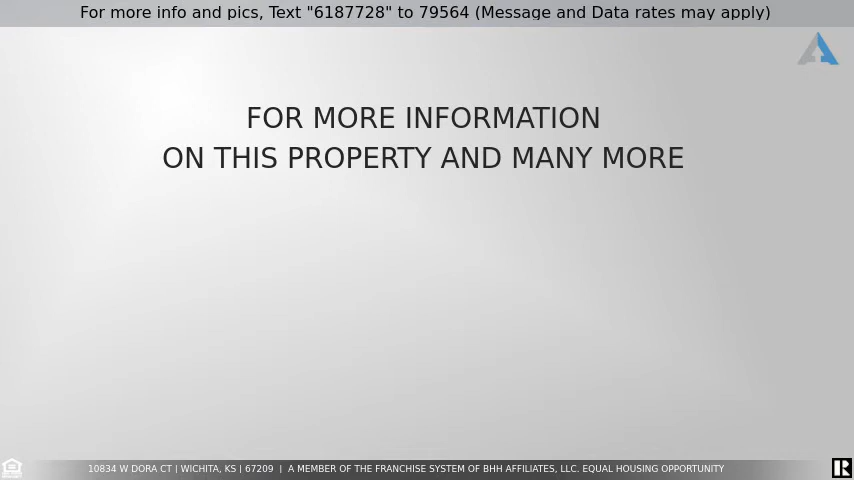 For more info and pics, Text "6187728" to 79564 (Message and Data rates may apply)
FOR MORE INFORMATION
ON THIS PROPERTY AND MANY MORE
10834 W DORA CT | WICHITA, KS | 67209 | A MEMBER OF THE FRANCHISE SYSTEM OF BHH AFFILIATES, LLC. EQUAL HOUSING OPPORTUNITY